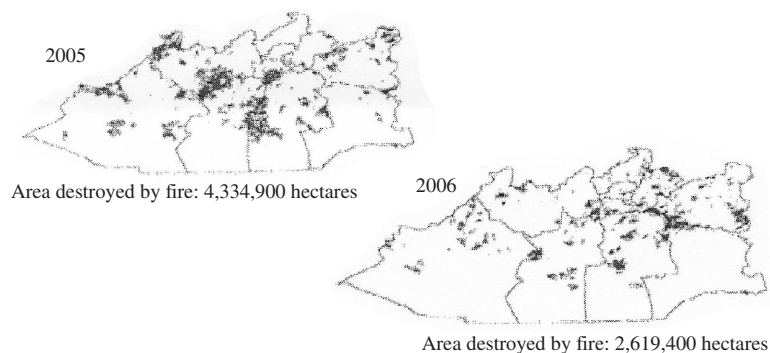 2005
Area destroyed by fire: 4,334,900 hectares
2006
Area destroyed by fire: 2,619,400 hectares